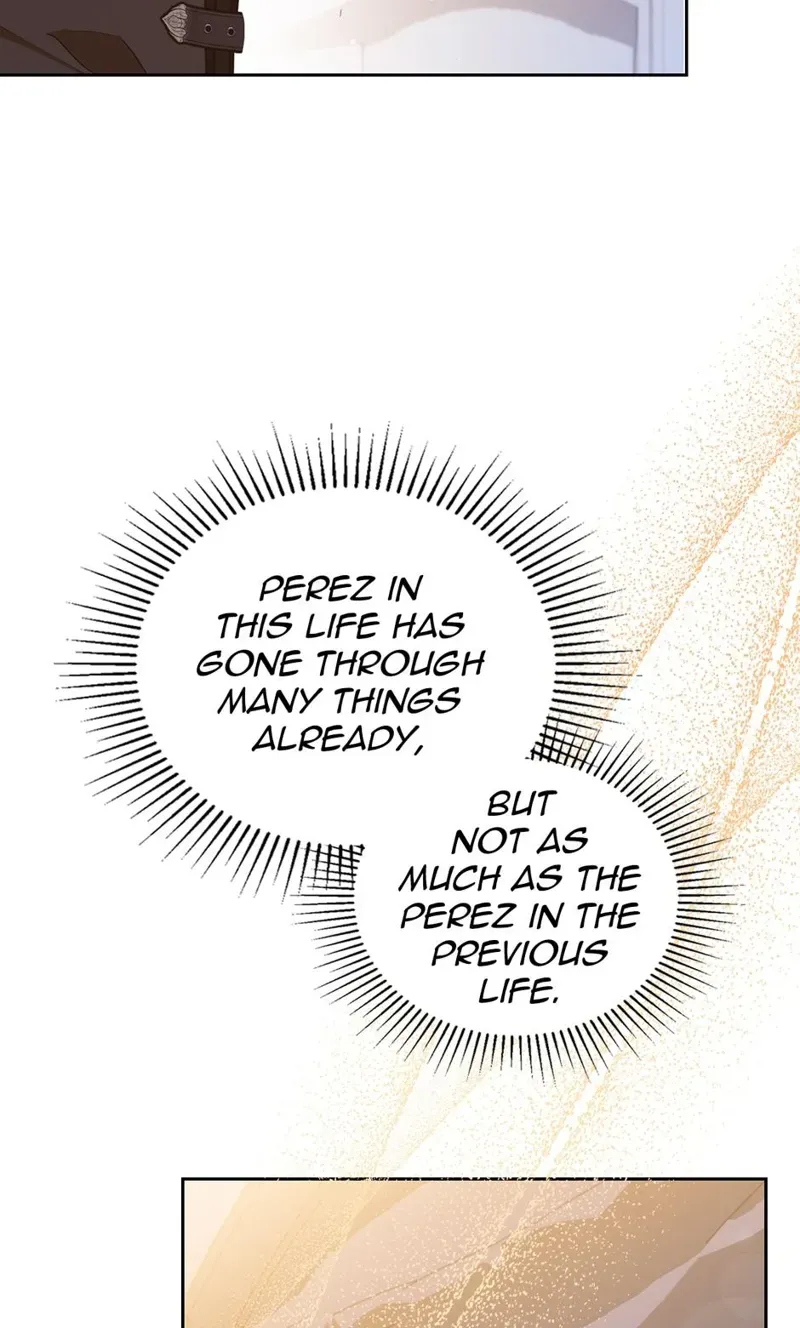 PEREZ IN
THIS LIFE HAS
GONE THROUGH
MANY THINGS
ALREADY,
BUT
NOT AS
MUCH AS THE
PEREZ IN THE
PREVIOUS
LIFE.